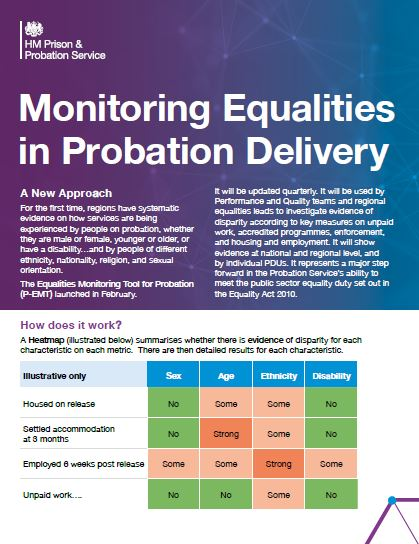 HM Prison &
Probation Service
Monitoring Equalities
in Probation Delivery
A New Approach
For the first time, regions have systematic
evidence on how services are being
experienced by people on probation, whether
they are male or female, younger or older, or
have a disability…and by people of different
ethnicity, nationality, religion, and sexual
orientation.
The Equalities Monitoring Tool for Probation
(P-EMT) launched in February.
It will be updated quarterly. It will be used by
Performance and Quality teams and regional
equalities leads to investigate evidence of
disparity according to key measures on unpaid
work, accredited programmes, enforcement,
and housing and employment. It will show
evidence at national and regional level, and
by individual PDUs. It represents a major step
forward in the Probation Service's ability to
meet the public sector equality duty set out in
the Equality Act 2010.
How does it work?
A Heatmap (illustrated below) summarises whether there is evidence of disparity for each
characteristic on each metric. There are then detailed results for each characteristic.
Illustrative only Sex Age Ethnicity Disability
Housed on release No Some Some No
Settled accommodation
at 3 months No Strong Some No
Employed 6 weeks post release Some Some Strong Some
Unpaid work…. No No Some No